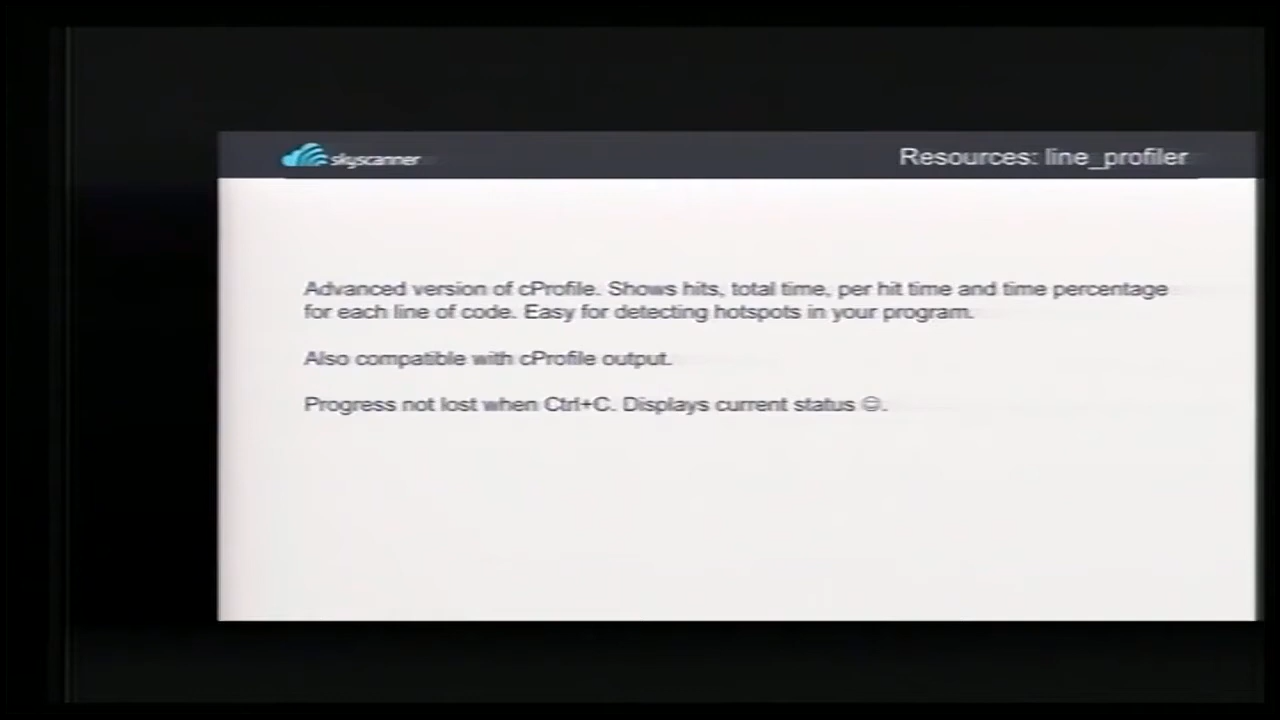 skyscanner
Resources: line_profiler
Advanced version of cProfile. Shows hits, total time, per hit time and time percentage
for each line of code. Easy for detecting hotspots in your program.
Also compatible with cProfile output.
Progress not lost when Ctrl+C. Displays current status ☺.